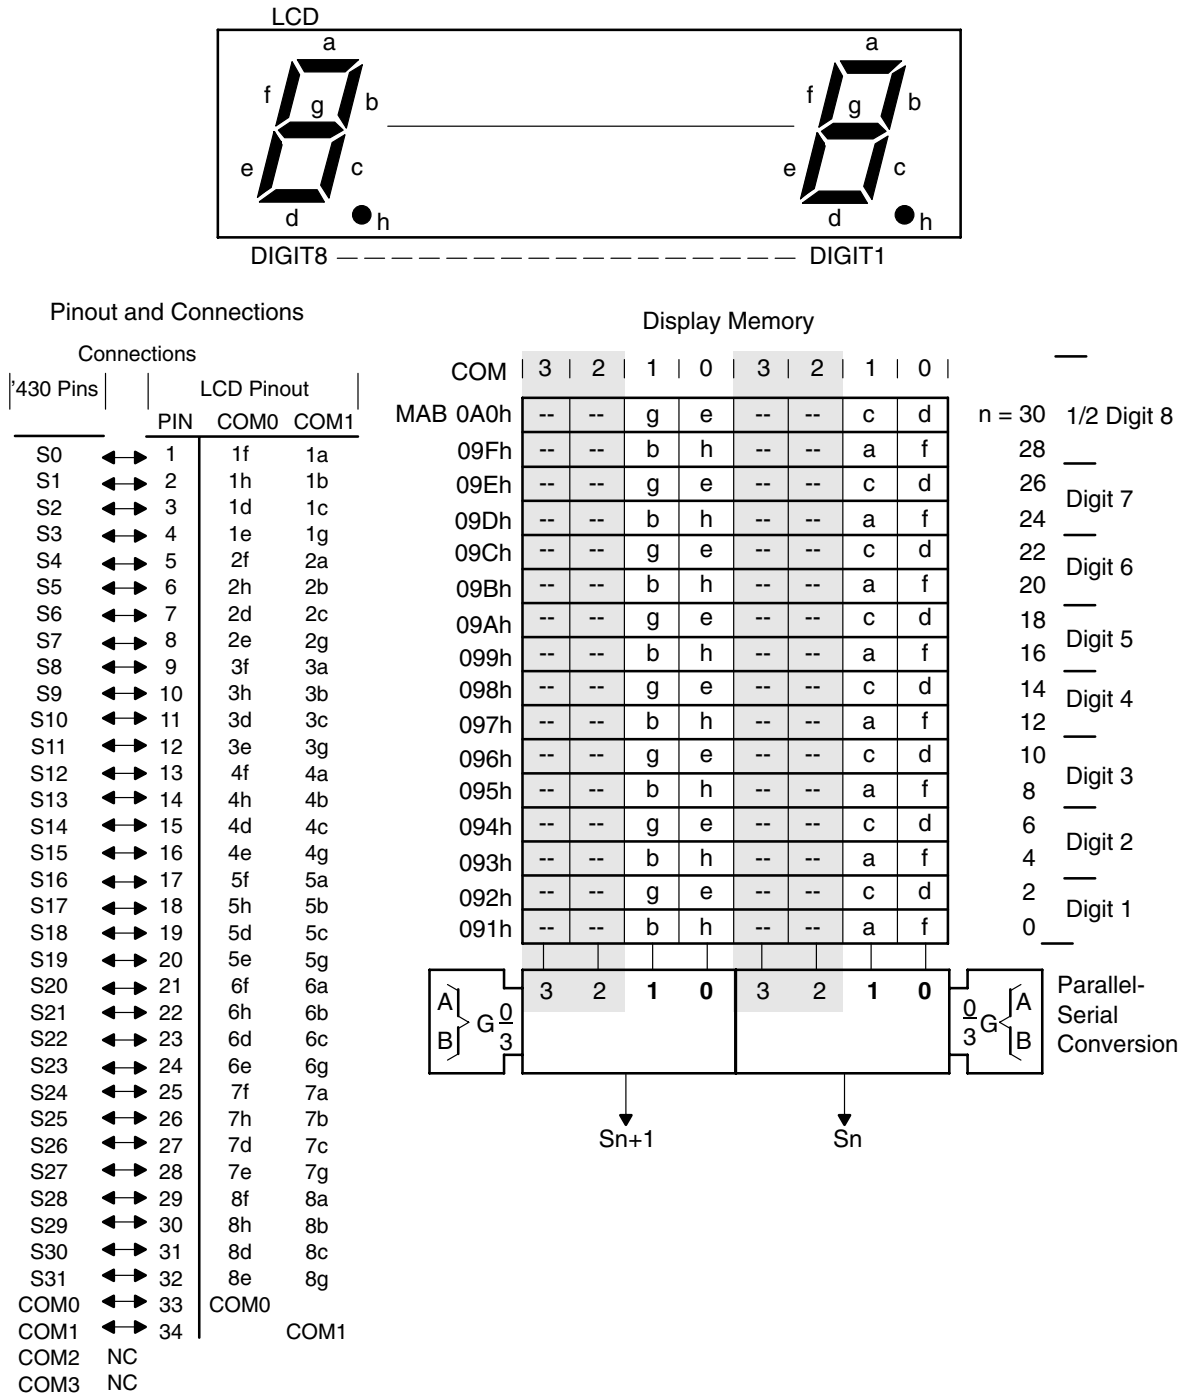 LCD
a a
f g b f g b
e c e c
d h d h
DIGIT8 DIGIT1
Pinout and Connections
Connections
'430 Pins LCD Pinout
PIN COM0 COM1
S0 1 1f 1a
S1 2 1h 1b
S2 3 1d 1c
S3 4 1e 1g
S4 5 2f 2a
S5 6 2h 2b
S6 7 2d 2c
S7 8 2e 2g
S8 9 3f 3a
S9 10 3h 3b
S10 11 3d 3c
S11 12 3e 3g
S12 13 4f 4a
S13 14 4h 4b
S14 15 4d 4c
S15 16 4e 4g
S16 17 5f 5a
S17 18 5h 5b
S18 19 5d 5c
S19 20 5e 5g
S20 21 6f 6a
S21 22 6h 6b
S22 23 6d 6c
S23 24 6e 6g
S24 25 7f 7a
S25 26 7h 7b
S26 27 7d 7c
S27 28 7e 7g
S28 29 8f 8a
S29 30 8h 8b
S30 31 8d 8c
S31 32 8e 8g
COM0 33 COM0
COM1 34 COM1
COM2 NC
COM3 NC
Display Memory
COM 3 2 1 0 3 2 1 0
MAB 0A0h -- -- g e -- -- c d n = 30 1/2 Digit 8
09Fh -- -- b h -- -- a f 28
09Eh -- -- g e -- -- c d 26
Digit 7
09Dh -- -- b h -- -- a f 24
09Ch -- -- g e -- -- c d 22
Digit 6
09Bh -- -- b h -- -- a f 20
09Ah -- -- g e -- -- c d 18
Digit 5
099h -- -- b h -- -- a f 16
098h -- -- g e -- -- c d 14
Digit 4
097h -- -- b h -- -- a f 12
096h -- -- g e -- -- c d 10
Digit 3
095h -- -- b h -- -- a f 8
094h -- -- g e -- -- c d 6
Digit 2
093h -- -- b h -- -- a f 4
092h -- -- g e -- -- c d 2
Digit 1
091h -- -- b h -- -- a f 0
A B G 0 3 3 2 1 0 3 2 1 0 0 3 G A B
Parallel-
Serial
Conversion
Sn+1 Sn